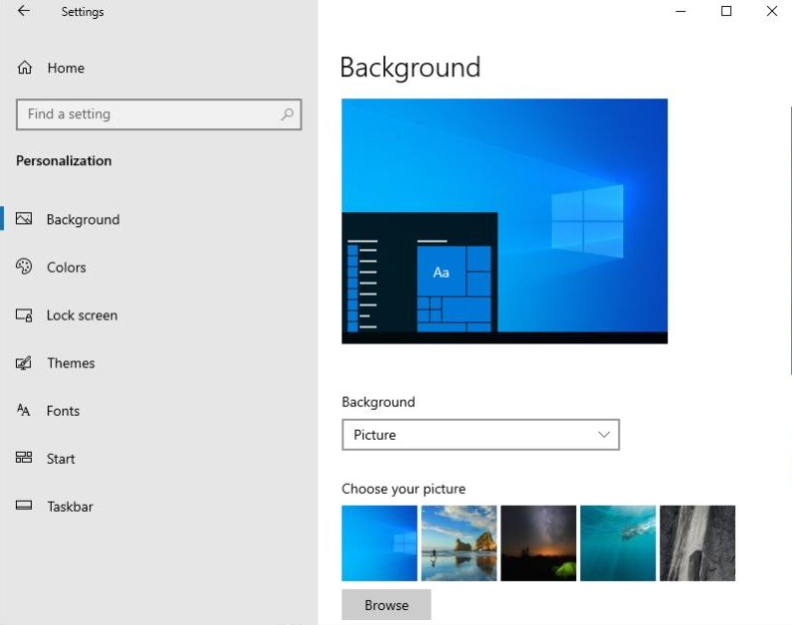 Settings
Home
Find a setting
Personalization
Background
Colors
Lock screen
Themes
Fonts
Start
Taskbar
Background
Aa
Background
Picture
Choose your picture
Browse